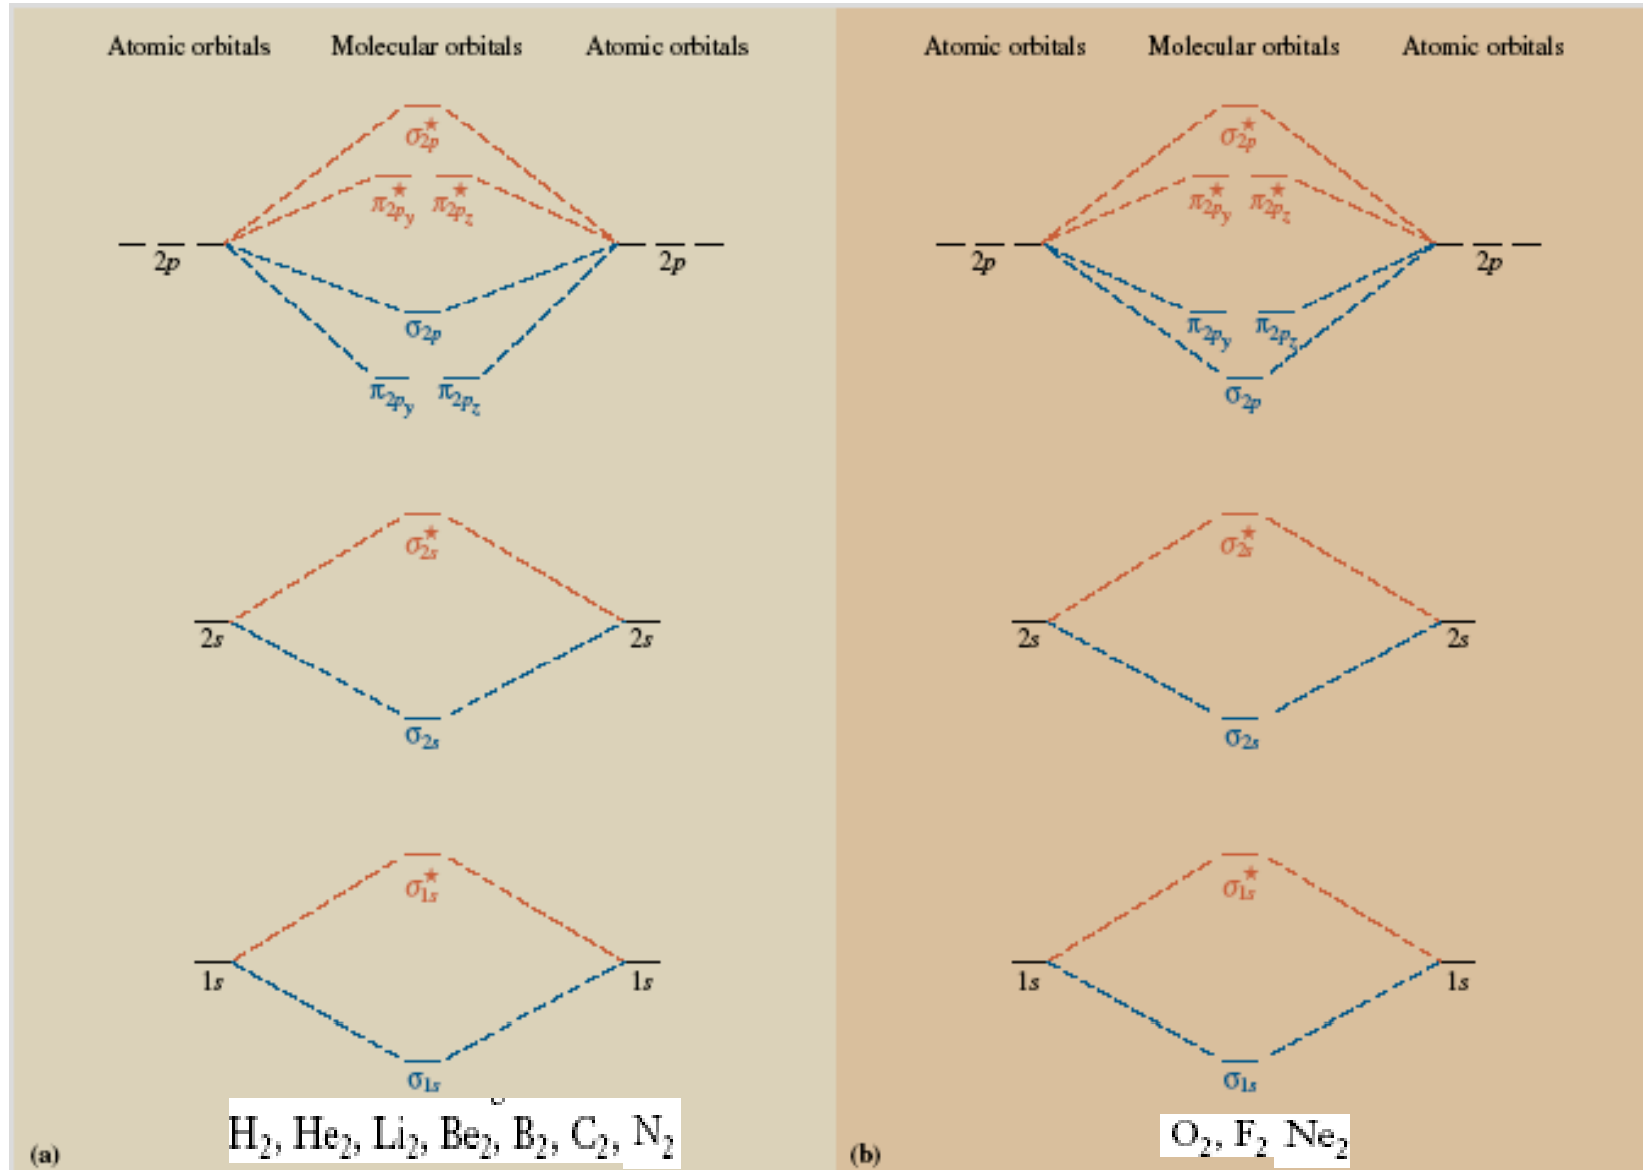 Atomic orbitals Molecular orbitals Atomic orbitals
σ★2p
π★2py π★2pz
2p 2p
σ2p
π2py π2pz
σ★2s
2s 2s
σ2s
σ★1s
1s 1s
σ1s
H2, He2, Li2, Be2, B2, C2, N2
(a)
Atomic orbitals Molecular orbitals Atomic orbitals
σ★2p
π★2py π★2pz
2p 2p
π2py π2pz
σ2p
σ★2s
2s 2s
σ2s
σ★1s
1s 1s
σ1s
O2, F2 Ne2
(b)